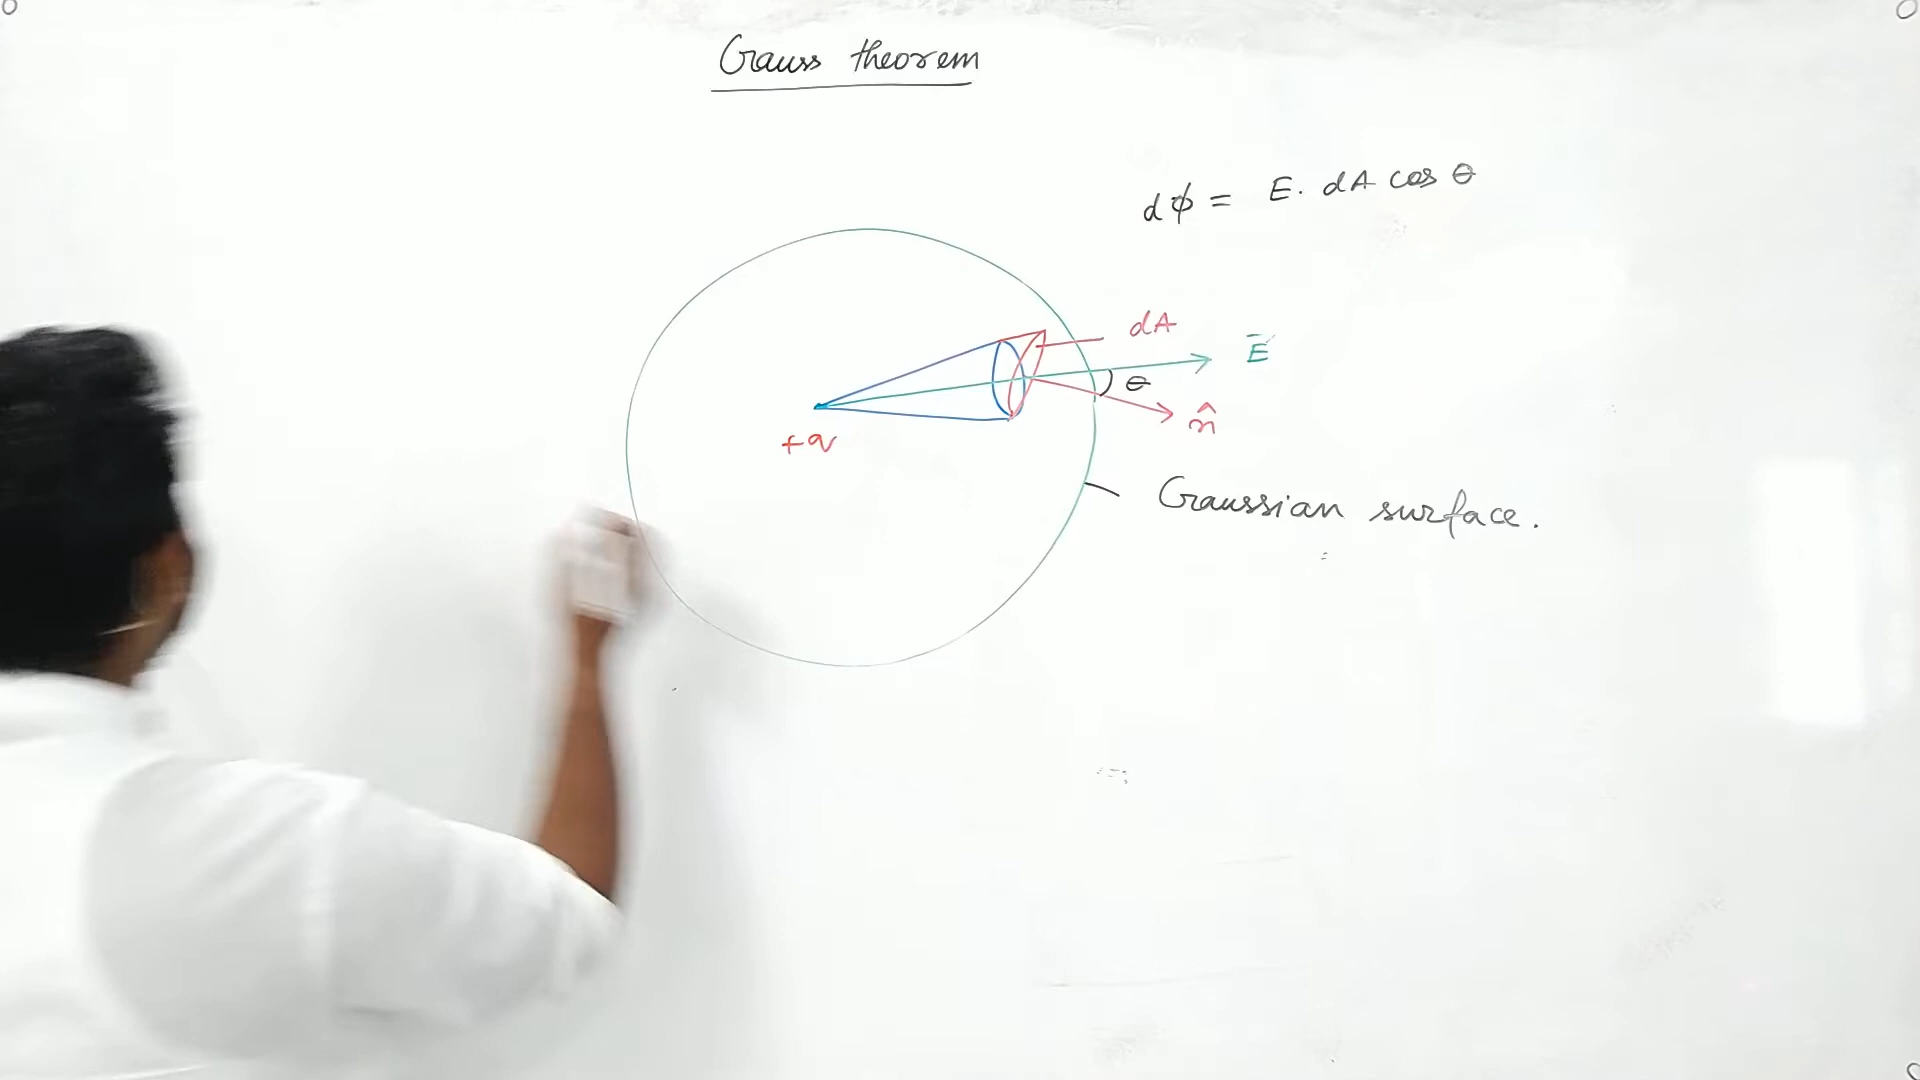 Gauss theorem
dϕ = E. dA cos θ
dA
E̅
θ
n̂
+q
Gaussian surface.